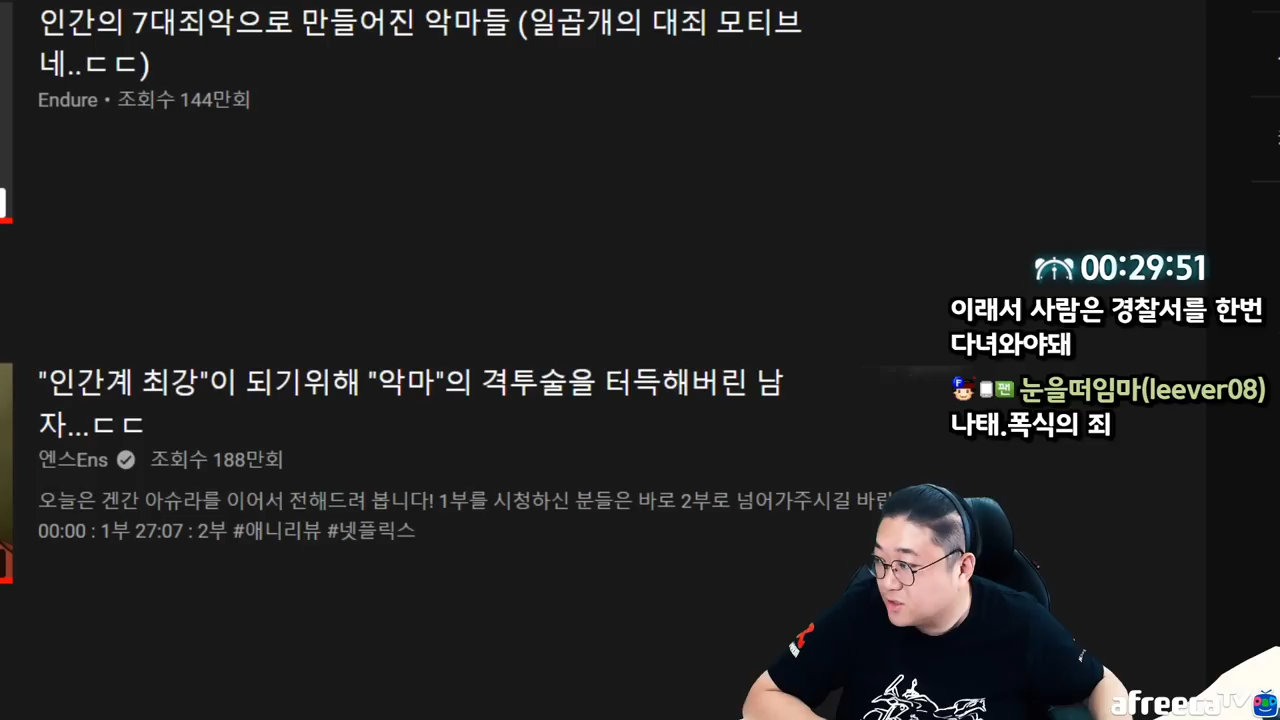 인간의 7대죄악으로 만들어진 악마들 (일곱개의 대죄 모티브
네..ㄷㄷ)
Endure • 조회수 144만회
00:29:51
이래서 사람은 경찰서를 한번
다녀와야돼
F 팬 눈을떠임마(leever08)
나태.폭식의 죄
"인간계 최강"이 되기위해 "악마"의 격투술을 터득해버린 남
자...ㄷㄷ
엔스Ens 조회수 188만회
오늘은 겐간 아슈라를 이어서 전해드려 봅니다! 1부를 시청하신 분들은 바로 2부로 넘어가주시길
00:00 : 1부 27:07 : 2부 #애니리뷰 #넷플릭스
afreecaTV